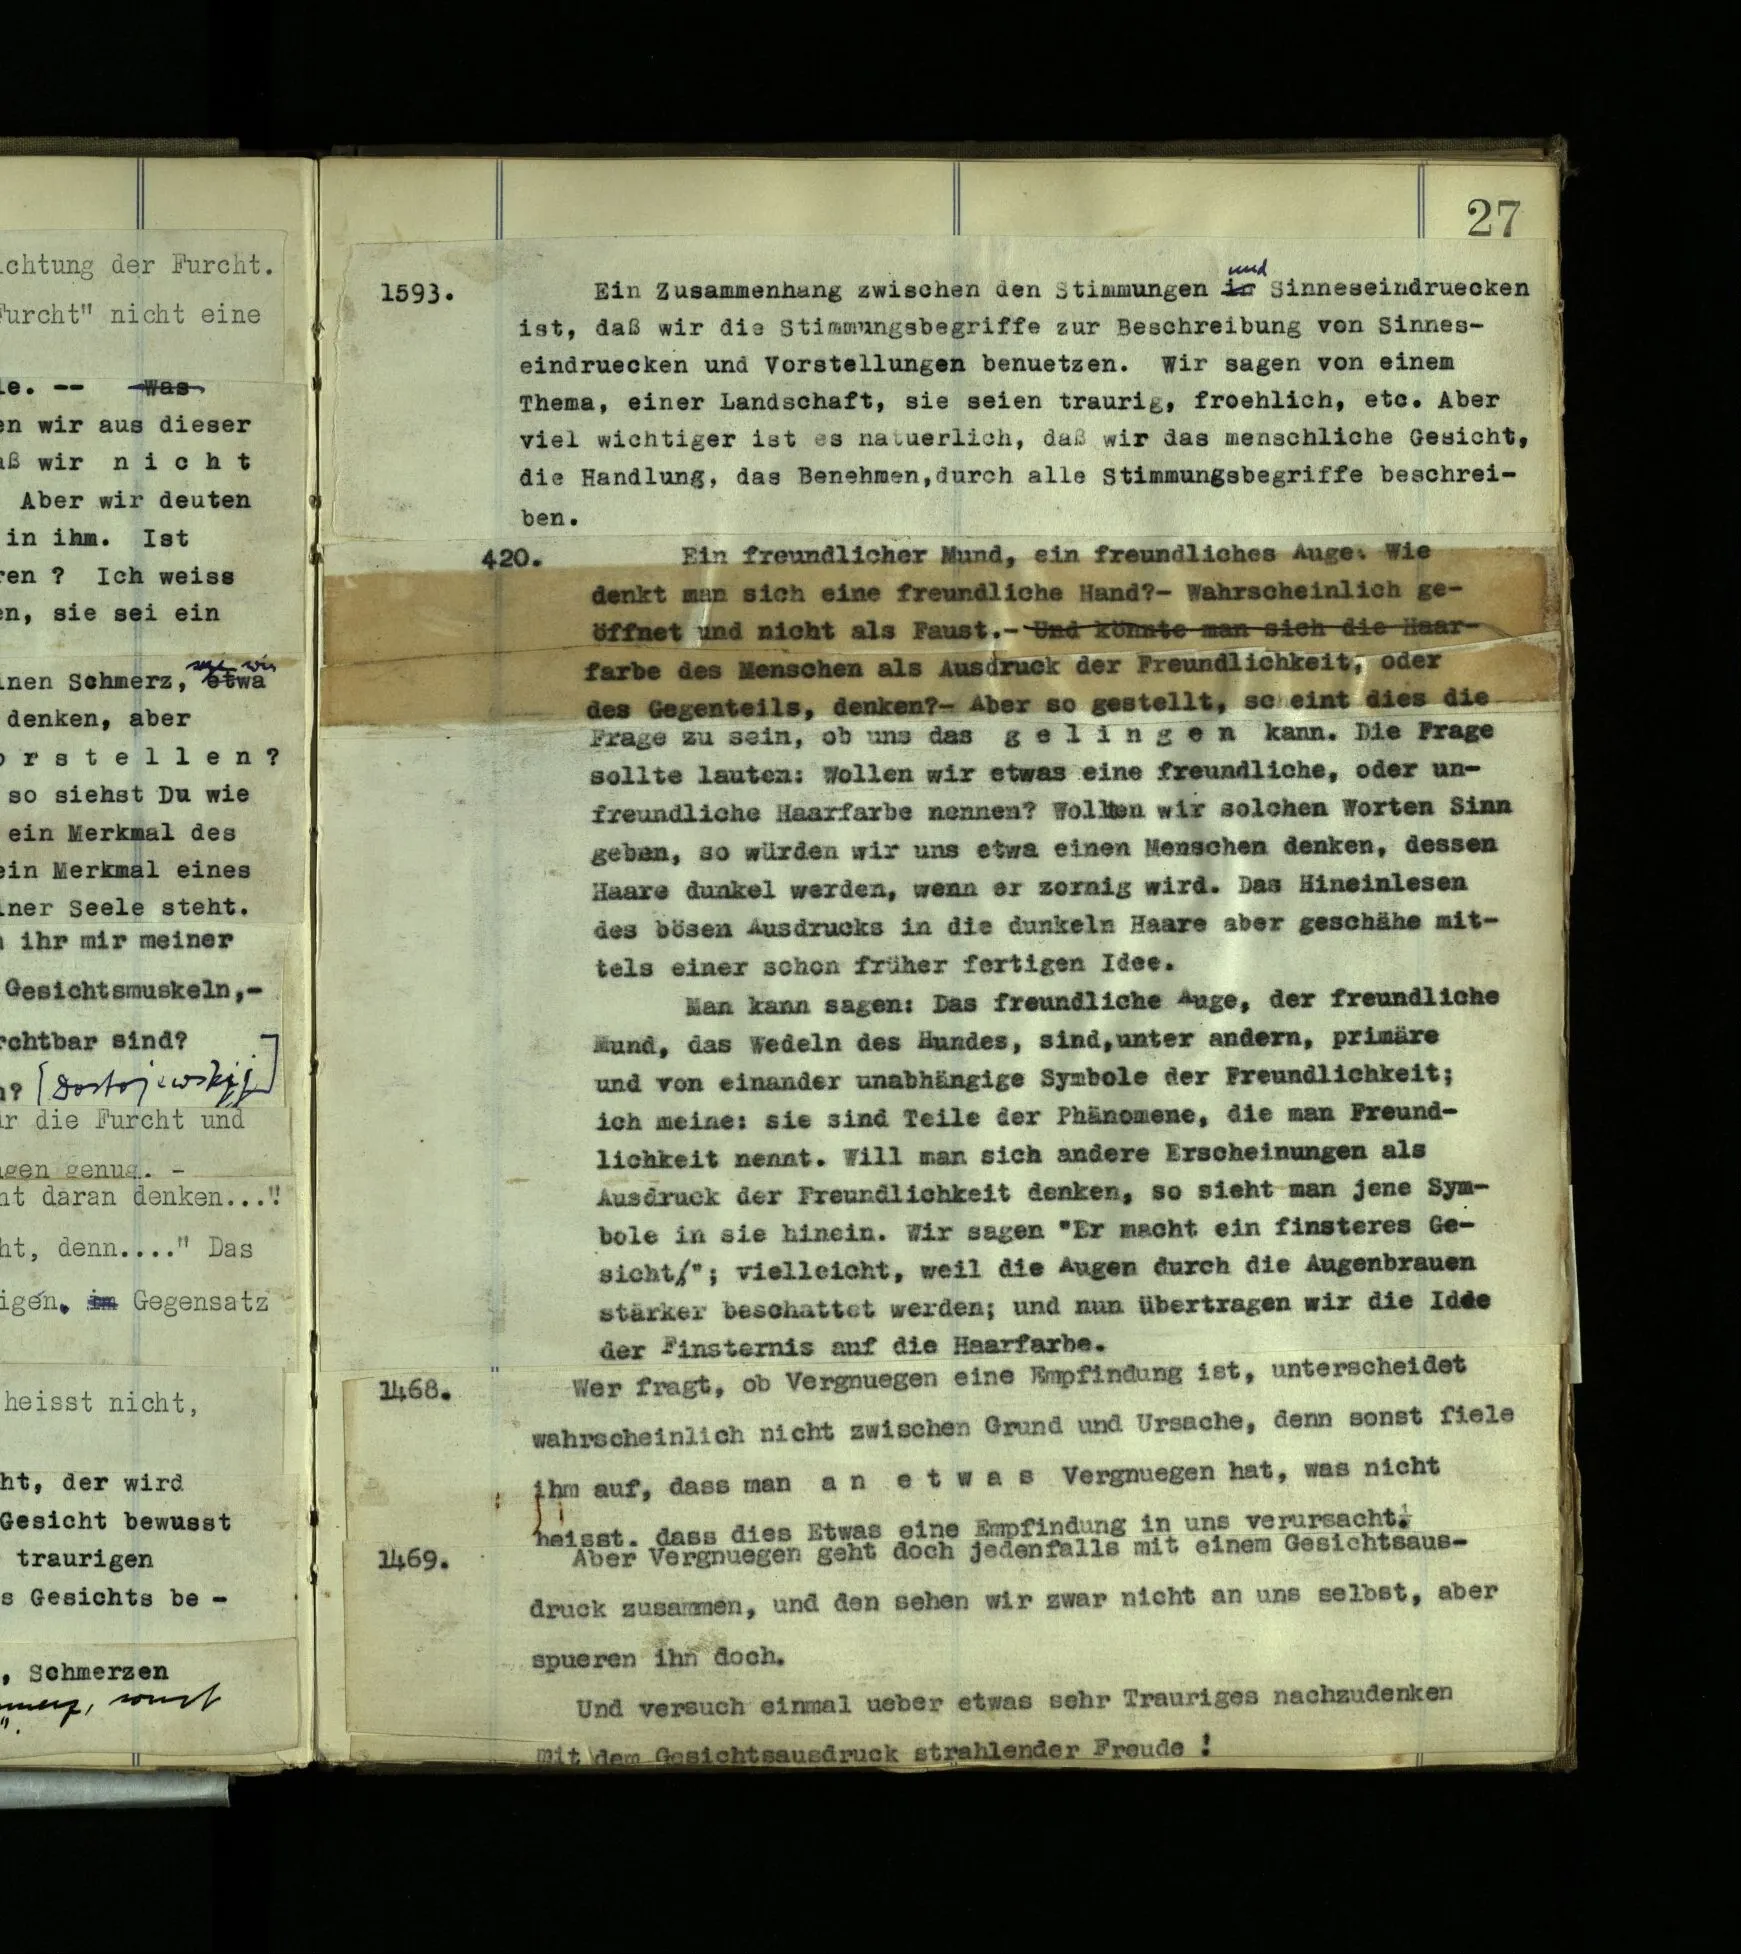 ichtung der Furcht.
Furcht" nicht eine
le. -- Was
en wir aus dieser
aß wir n i c h t
Aber wir deuten
in ihm. Ist
ren ? Ich weiss
en, sie sei ein
inen Schmerz, etwa
denken, aber
o r s t e l l e n ?
so siehst Du wie
ein Merkmal des
ein Merkmal eines
iner Seele steht.
ihr mir meiner
Gesichtsmuskeln,-
rchtbar sind?
n? [Dostojewskij]
ir die Furcht und
agen genug. -
ht daran denken..."
ht, denn...." Das
igen. im Gegensatz
heisst nicht,
ht, der wird
Gesicht bewusst
traurigen
s Gesichts be -
, Schmerzen
sonst
".
27
und
1593. Ein Zusammenhang zwischen den Stimmungen in Sinneseindruecken
ist, daß wir die Stimmungsbegriffe zur Beschreibung von Sinnes-
eindruecken und Vorstellungen benuetzen. Wir sagen von einem
Thema, einer Landschaft, sie seien traurig, froehlich, etc. Aber
viel wichtiger ist es natuerlich, daß wir das menschliche Gesicht,
die Handlung, das Benehmen,durch alle Stimmungsbegriffe beschrei-
ben.
420. Ein freundlicher Mund, ein freundliches Auge. Wie
denkt man sich eine freundliche Hand?- Wahrscheinlich ge-
öffnet und nicht als Faust.- Und könnte man sich die Haar-
farbe des Menschen als Ausdruck der Freundlichkeit, oder
des Gegenteils, denken?- Aber so gestellt, scheint dies die
Frage zu sein, ob uns das g e l i n g e n kann. Die Frage
sollte lauten: Wollen wir etwas eine freundliche, oder un-
freundliche Haarfarbe nennen? Wollten wir solchen Worten Sinn
geben, so würden wir uns etwa einen Menschen denken, dessen
Haare dunkel werden, wenn er zornig wird. Das Hineinlesen
des bösen Ausdrucks in die dunkeln Haare aber geschähe mit-
tels einer schon früher fertigen Idee.
Man kann sagen: Das freundliche Auge, der freundliche
Mund, das Wedeln des Hundes, sind,unter andern, primäre
und von einander unabhängige Symbole der Freundlichkeit;
ich meine: sie sind Teile der Phänomene, die man Freund-
lichkeit nennt. Will man sich andere Erscheinungen als
Ausdruck der Freundlichkeit denken, so sieht man jene Sym-
bole in sie hinein. Wir sagen "Er macht ein finsteres Ge-
sicht"; vielleicht, weil die Augen durch die Augenbrauen
stärker beschattet werden; und nun übertragen wir die Idee
der Finsternis auf die Haarfarbe.
1468. Wer fragt, ob Vergnuegen eine Empfindung ist, unterscheidet
wahrscheinlich nicht zwischen Grund und Ursache, denn sonst fiele
ihm auf, dass man a n e t w a s Vergnuegen hat, was nicht
heisst, dass dies Etwas eine Empfindung in uns verursacht.
1469. Aber Vergnuegen geht doch jedenfalls mit einem Gesichtsaus-
druck zusammen, und den sehen wir zwar nicht an uns selbst, aber
spueren ihn doch.
Und versuch einmal ueber etwas sehr Trauriges nachzudenken
mit dem Gesichtsausdruck strahlender Freude !